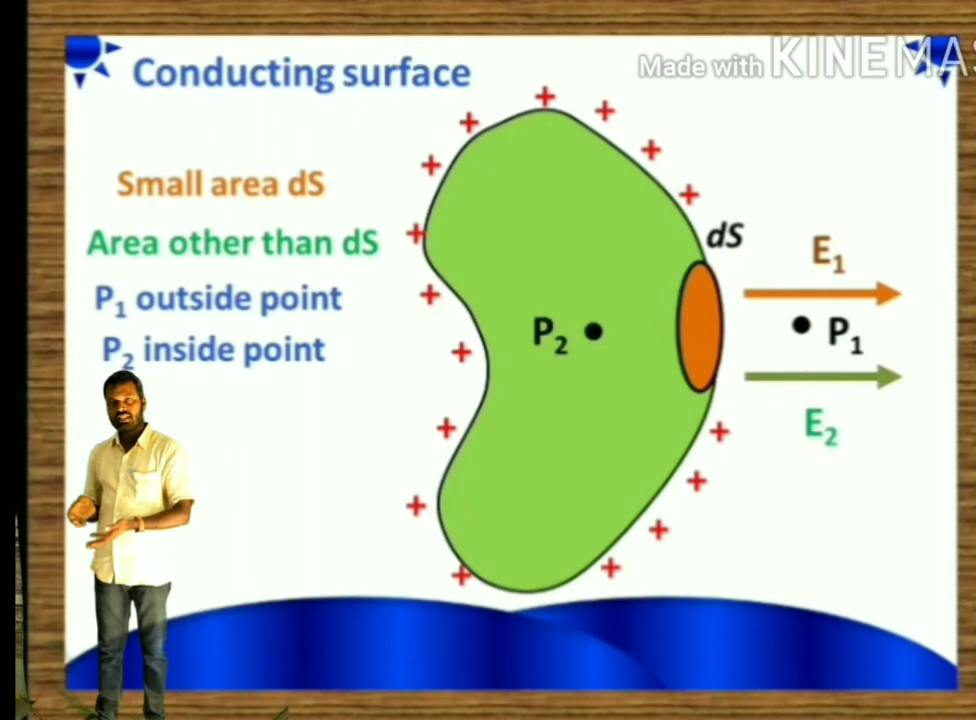 Made with KINEMAS
Conducting surface
Small area dS
Area other than dS
P₁ outside point
P₂ inside point
dS
E₁
P₂
P₁
E₂